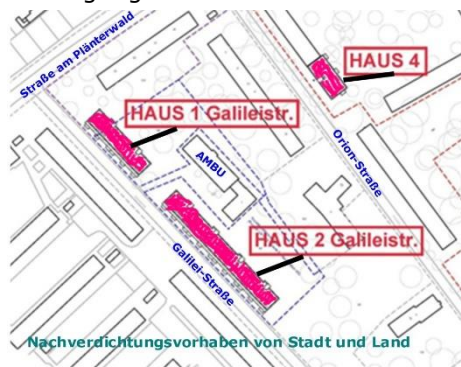 Straße am Plänterwald
HAUS 4
HAUS 1 Galileistr.
AMBU
Orion-Straße
HAUS 2 Galileistr.
Galilei-Straße
Nachverdichtungsvorhaben von Stadt und Land